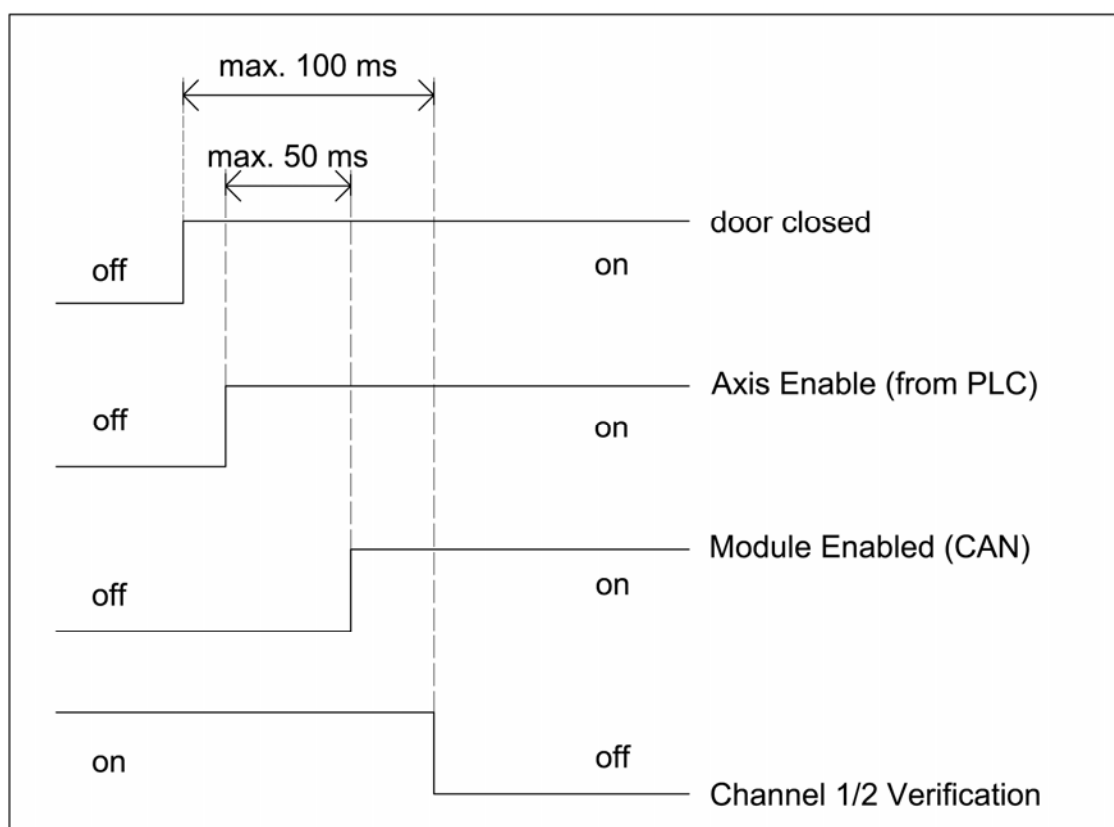 max. 100 ms
max. 50 ms
door closed
off
on
Axis Enable (from PLC)
off
on
Module Enabled (CAN)
off
on
on
off
Channel 1/2 Verification